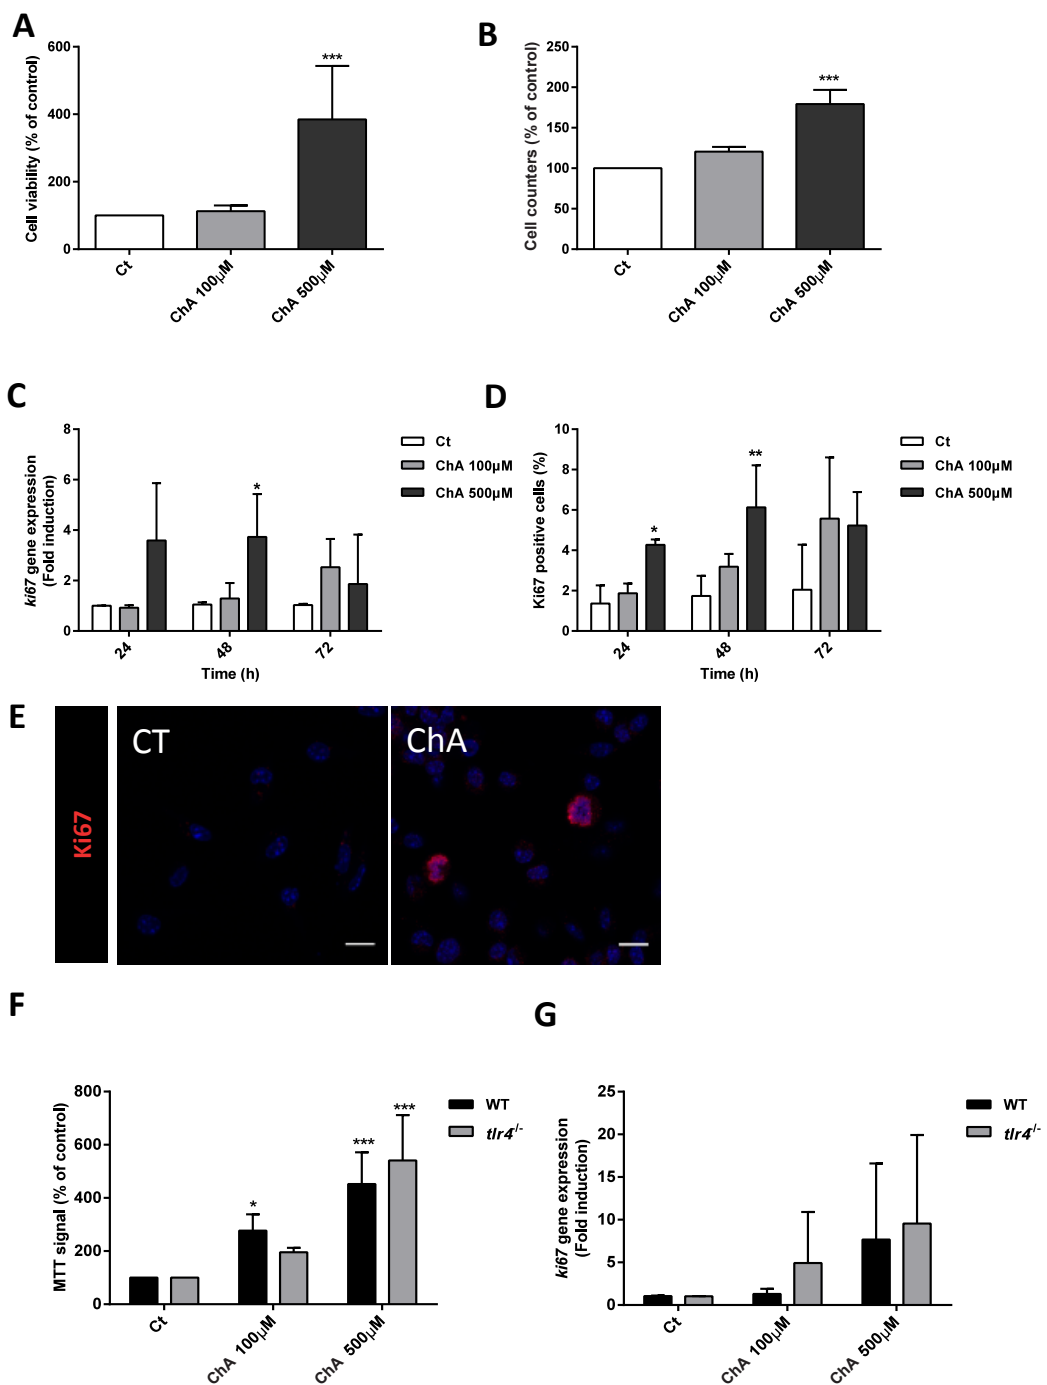 A
Cell viability (% of control)
600
400
200
0
***
Ct
ChA 100μM
ChA 500μM
B
Cell counters (% of control)
250
200
150
100
50
0
***
Ct
ChA 100μM
ChA 500μM
C
ki67 gene expression
(Fold induction)
8
6
4
2
0
*
24
48
72
Time (h)
Ct
ChA 100μM
ChA 500μM
D
Ki67 positive cells (%)
10
8
6
4
2
0
*
**
24
48
72
Time (h)
Ct
ChA 100μM
ChA 500μM
E
Ki67
CT
ChA
F
MTT signal (% of control)
800
600
400
200
0
*
***
***
Ct
ChA 100μM
ChA 500μM
WT
tlr4-/-
G
ki67 gene expression
(Fold induction)
25
20
15
10
5
0
Ct
ChA 100μM
ChA 500μM
WT
tlr4-/-